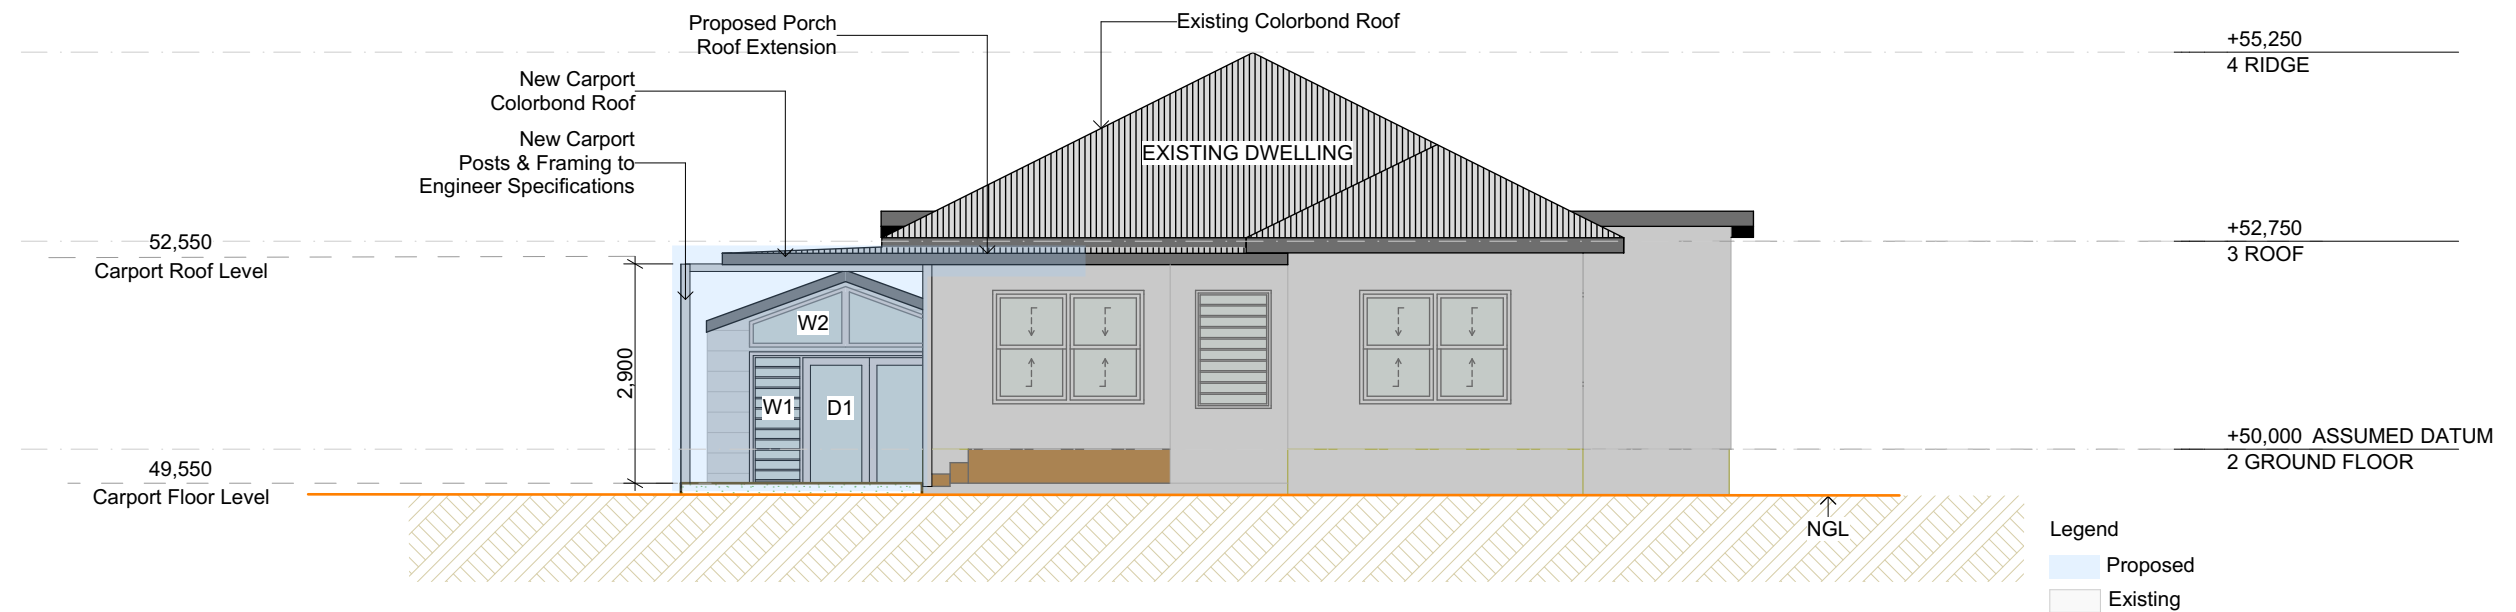 Proposed Porch
Roof Extension
Existing Colorbond Roof
+55,250
4 RIDGE
New Carport
Colorbond Roof
New Carport
Posts & Framing to
Engineer Specifications
EXISTING DWELLING
52,550
Carport Roof Level
+52,750
3 ROOF
W2
2,900
W1
D1
49,550
Carport Floor Level
+50,000 ASSUMED DATUM
2 GROUND FLOOR
NGL
Legend
Proposed
Existing